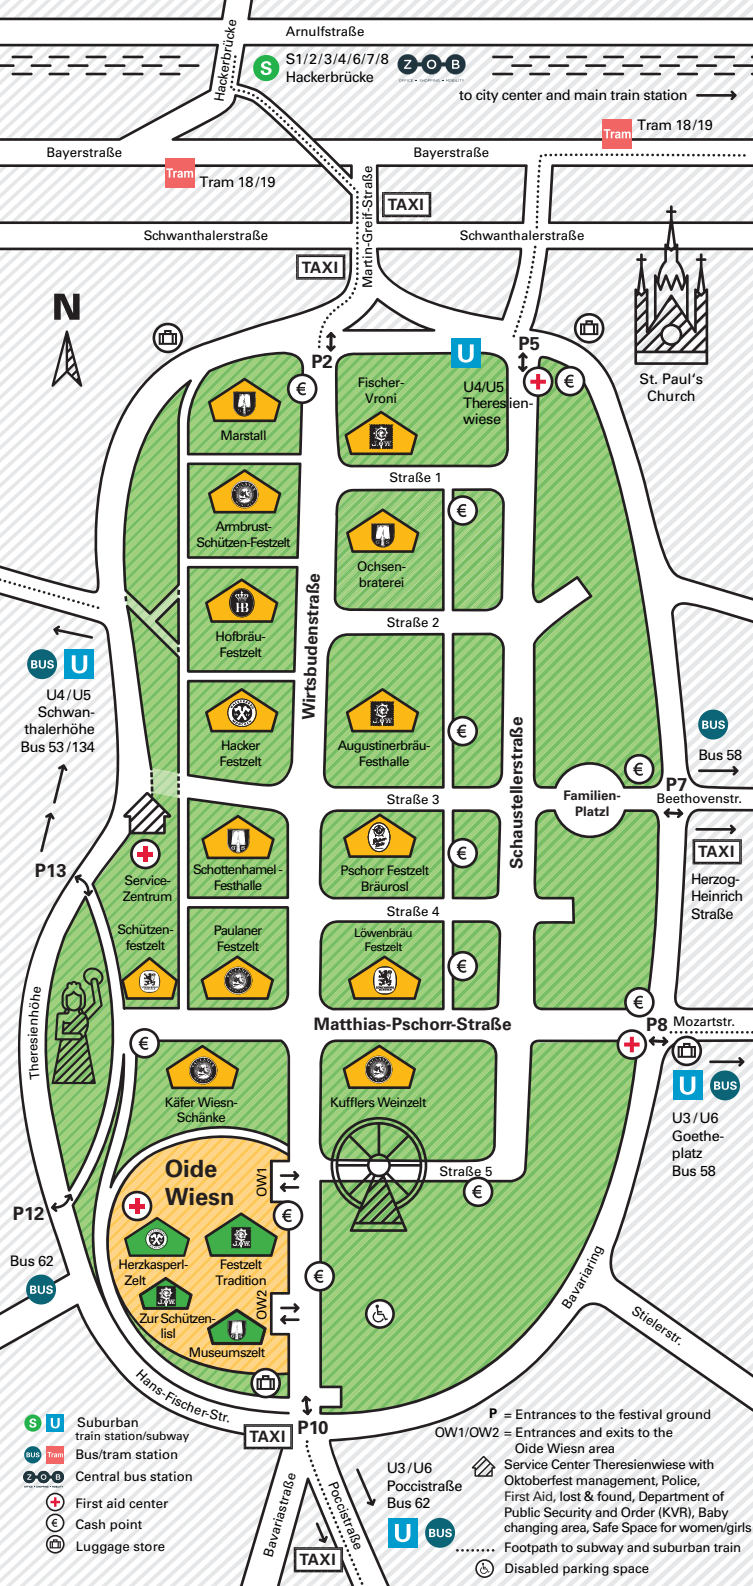 Arnulfstraße
Hackerbrücke
S
S1/2/3/4/6/7/8
Hackerbrücke
Z O B
to city center and main train station
Tram
Tram 18/19
Bayerstraße
Bayerstraße
Tram
Tram 18/19
Martin-Greif-Straße
TAXI
Schwanthalerstraße
Schwanthalerstraße
TAXI
N
P2
U
P5
U4/U5
Theresien-
wiese
€
€
St. Paul‘s
Church
Fischer-
Vroni
Marstall
Straße 1
€
Armbrust-
Schützen-Festzelt
Ochsen-
braterei
HB
Hofbräu-
Festzelt
Straße 2
Wirtsbudenstraße
BUS
U
U4/U5
Schwan-
thalerhöhe
Bus 53/134
Hacker
Festzelt
Augustinerbräu-
Festhalle
€
Schaustellerstraße
BUS
Bus 58
€
P7
Beethovenstr.
Familien-
Platzl
Straße 3
TAXI
Herzog-
Heinrich
Straße
P13
Service-
Zentrum
Schottenhamel-
Festhalle
Pschorr Festzelt
Bräurosl
€
Straße 4
Schützen-
festzelt
Paulaner
Festzelt
Löwenbräu
Festzelt
€
Theresienhöhe
€
Matthias-Pschorr-Straße
P8
Mozartstr.
€
U
BUS
U3/U6
Goethe-
platz
Bus 58
Käfer Wiesn-
Schänke
Kufflers Weinzelt
Oide
Wiesn
OW1
Straße 5
€
€
P12
Herzkasperl-
Zelt
Festzelt
Tradition
Bus 62
BUS
€
OW2
Zur Schützen-
lisl
Museumszelt
Bavariaring
Stielerstr.
Hans-Fischer-Str.
P10
TAXI
Bavariastraße
Poccistraße
TAXI
U3/U6
Poccistraße
Bus 62
U
BUS
S
U
Suburban
train station/subway
BUS
Tram
Bus/tram station
Z O B
Central bus station
First aid center
€
Cash point
Luggage store
P = Entrances to the festival ground
OW1/OW2 = Entrances and exits to the
Oide Wiesn area
Service Center Theresienwiese with
Oktoberfest management, Police,
First Aid, lost & found, Department of
Public Security and Order (KVR), Baby
changing area, Safe Space for women/girls
Footpath to subway and suburban train
Disabled parking space